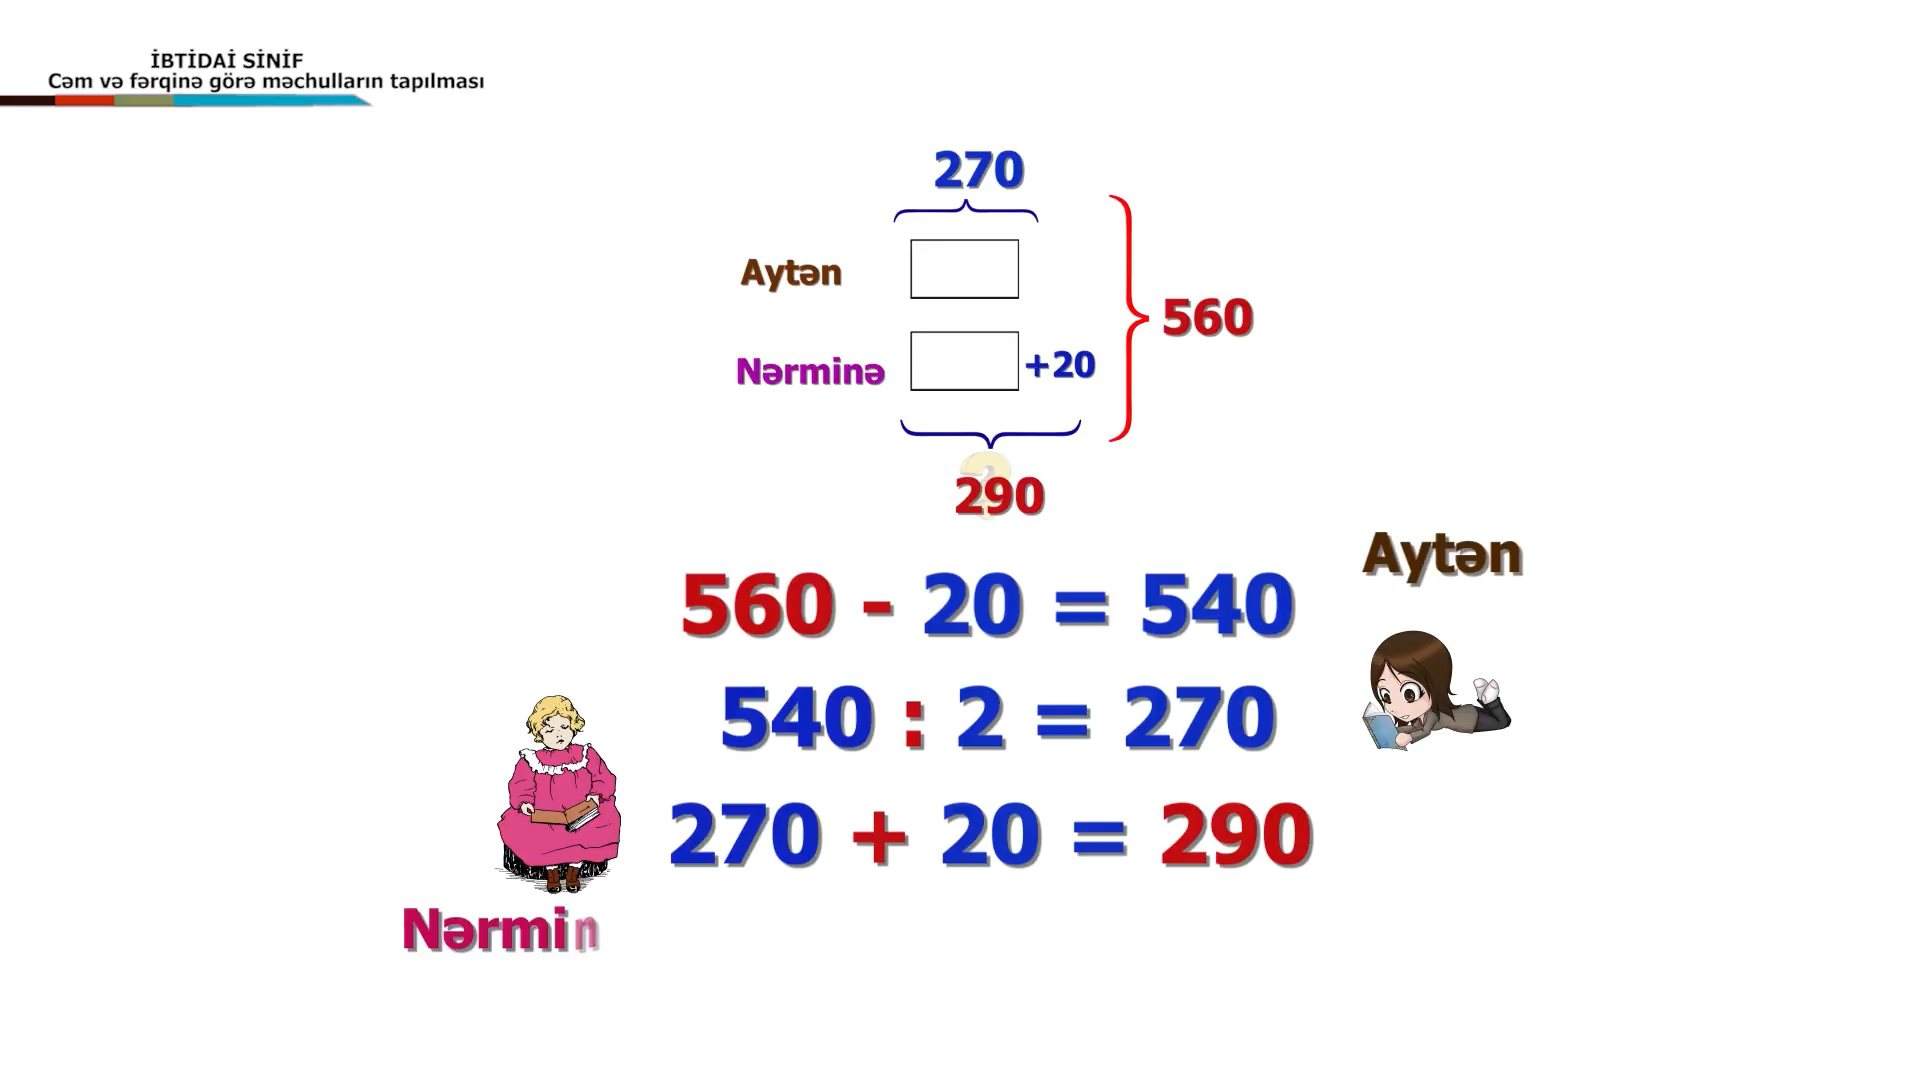 İBTİDAİ SİNİF
Cəm və fərqinə görə məchulların tapılması
270
Aytən
560
Nərminə +20
290
Aytən
560 - 20 = 540
540 : 2 = 270
270 + 20 = 290
Nərmin